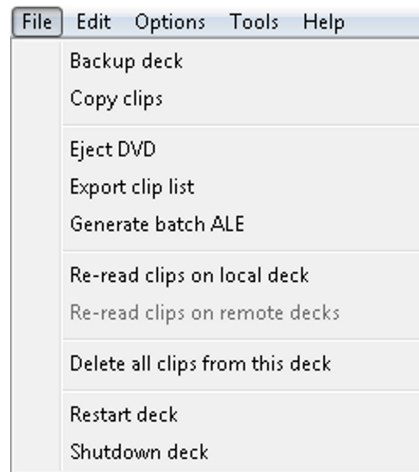 File Edit Options Tools Help
Backup deck
Copy clips
Eject DVD
Export clip list
Generate batch ALE
Re-read clips on local deck
Re-read clips on remote decks
Delete all clips from this deck
Restart deck
Shutdown deck